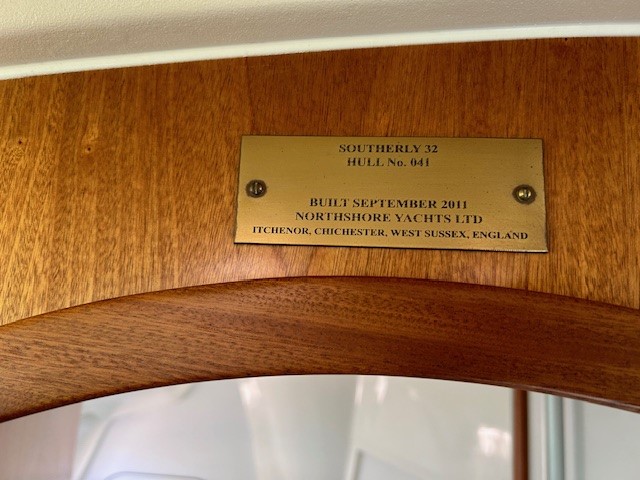 SOUTHERLY 32
HULL No. 041
BUILT SEPTEMBER 2011
NORTHSHORE YACHTS LTD
ITCHENOR, CHICHESTER, WEST SUSSEX, ENGLAND